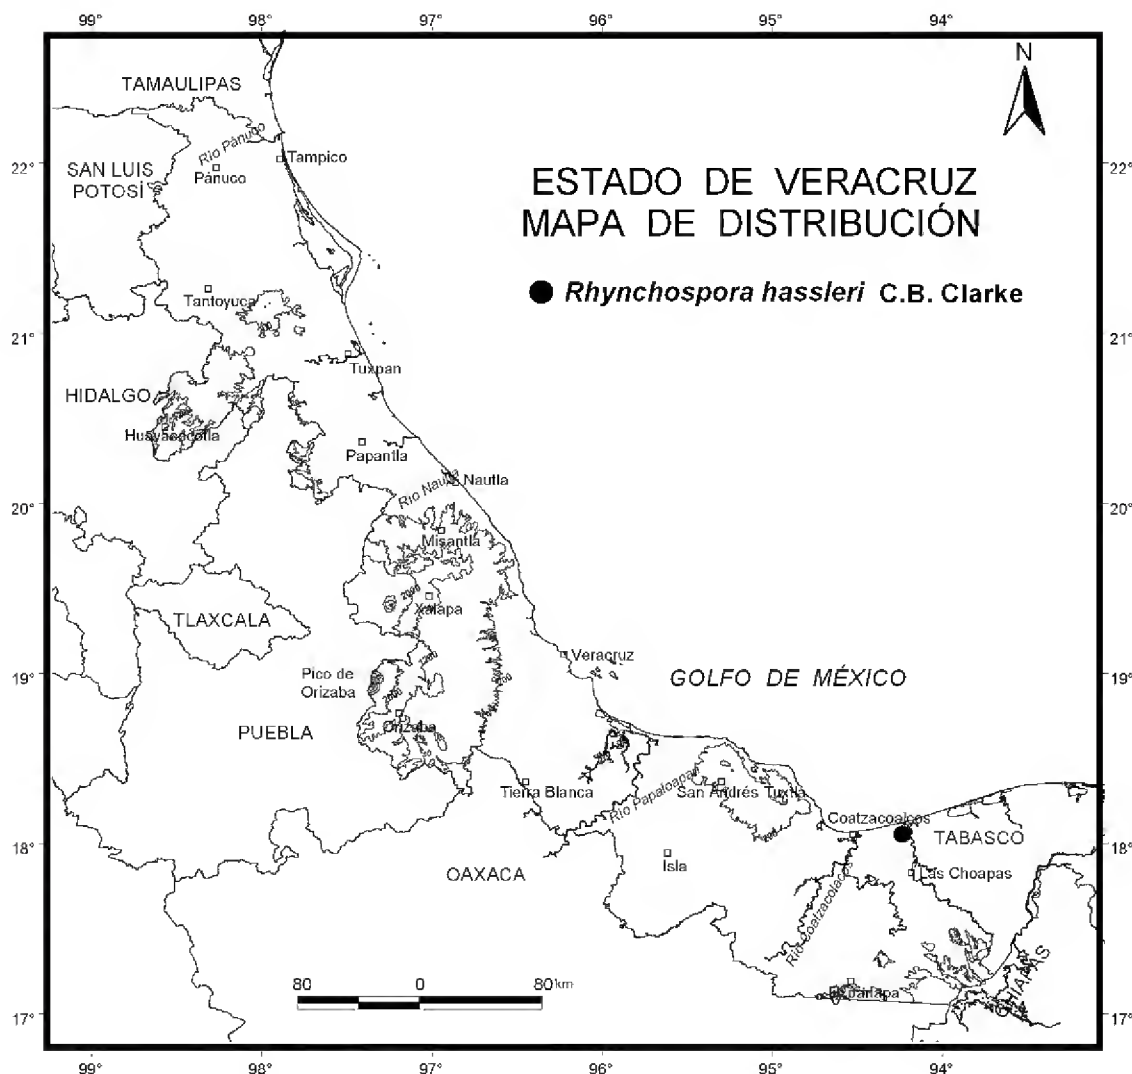 99° 98° 97° 96° 95° 94°
N
TAMAULIPAS
Río Pánuco
Tampico
22° 22°
SAN LUIS
POTOSÍ
Pánuco
ESTADO DE VERACRUZ
MAPA DE DISTRIBUCIÓN
Rhynchospora hassleri C.B. Clarke
Tantoyuca
21° 21°
Tuxpan
HIDALGO
Huayacocotla
Papantla
Río Nautla
Nautla
20° 20°
Misantla
2000
Xalapa
TLAXCALA
Veracruz
Pico de
Orizaba
19° 19°
GOLFO DE MÉXICO
2000
Orizaba
PUEBLA
Tierra Blanca
Río Papaloapan
San Andrés Tuxtla
Coatzacoalcos
TABASCO
18° 18°
Isla
OAXACA
Las Choapas
Río Coatzacoalcos
CHIAPAS
80 0 80 km
17° 17°
99° 98° 97° 96° 95° 94°